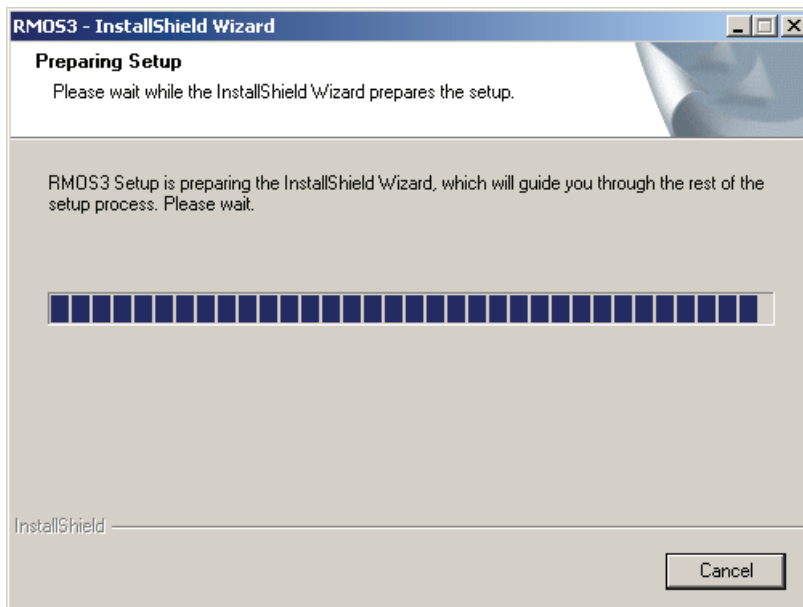 RMOS3 - InstallShield Wizard
Preparing Setup
Please wait while the InstallShield Wizard prepares the setup.
RMOS3 Setup is preparing the InstallShield Wizard, which will guide you through the rest of the
setup process. Please wait.
InstallShield
Cancel